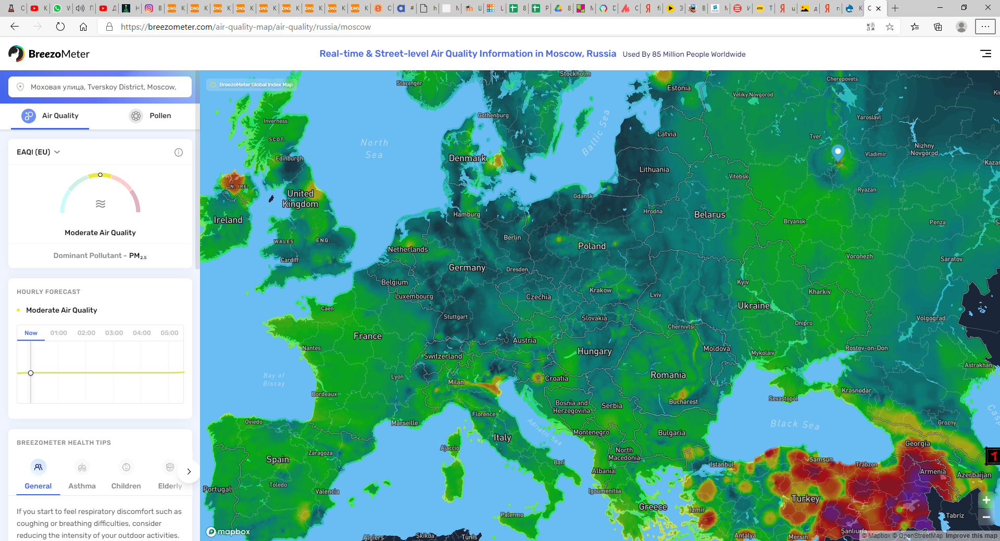 https://breezometer.com/air-quality-map/air-quality/russia/moscow
BreezoMeter
Real-time & Street-level Air Quality Information in Moscow, Russia
Used By 85 Million People Worldwide
Моховая улица, Tverskoy District, Moscow,
Air Quality
Pollen
EAQI (EU)
Moderate Air Quality
Dominant Pollutant - PM2.5
HOURLY FORECAST
Moderate Air Quality
Now 01:00 02:00 03:00 04:00 05:00
BREEZOMETER HEALTH TIPS
General Asthma Children Elderly
If you start to feel respiratory discomfort such as
coughing or breathing difficulties, consider
reducing the intensity of your outdoor activities.
BreezoMeter Global Index Map
Stavanger
Stockholm
Estonia
Cherepovets
Veliky Novgorod
Inverness
Gothenburg
Yaroslavl
SCOT.
North
Sea
Baltic Sea
Latvia
Tver
Nizhny
Novgorod
Edinburgh
Denmark
Vladimir
Kazan
Lithuania
Vitebsk
N. IRE.
United
Kingdom
Gdansk
Ryazan
Ireland
Hamburg
Hrodna
Belarus
Bryansk
Penza
WALES
ENG.
Berlin
Netherlands
Poland
Cardiff
Voronezh
Saratov
Germany
Dresden
Belgium
Kyiv
Luxembourg
Czechia
Krakow
Lviv
Kharkiv
Caen
Stuttgart
Slovakia
Ukraine
Volgograd
Chernivtsi
Dnipro
France
Austria
Nantes
Switzerland
Hungary
Moldova
Mykolaiv
Rostov-on-Don
Astrakhan
Bay of
Biscay
Lyon
Milan
Croatia
Romania
Krasnodar
Bordeaux
Bosnia and
Herzegovina
Serbia
Bucharest
Sevastopol
Florence
Oviedo
Marseille
Adriatic Sea
Italy
Montenegro
Bulgaria
Black Sea
Grozny
Ajaccio
North
Macedonia
Georgia
Zaragoza
Spain
Bari
Albania
Istanbul
Samsun
Trabzon
Armenia
Azerbaijan
Toledo
Portugal
Valencia
Igoumenitsa
Turkey
Greece
Izmir
Palermo
Tabriz
mapbox
Algiers
Skikda
Tunis
Antalya
Mersin
Şanlıurfa
© Mapbox © OpenStreetMap Improve this map